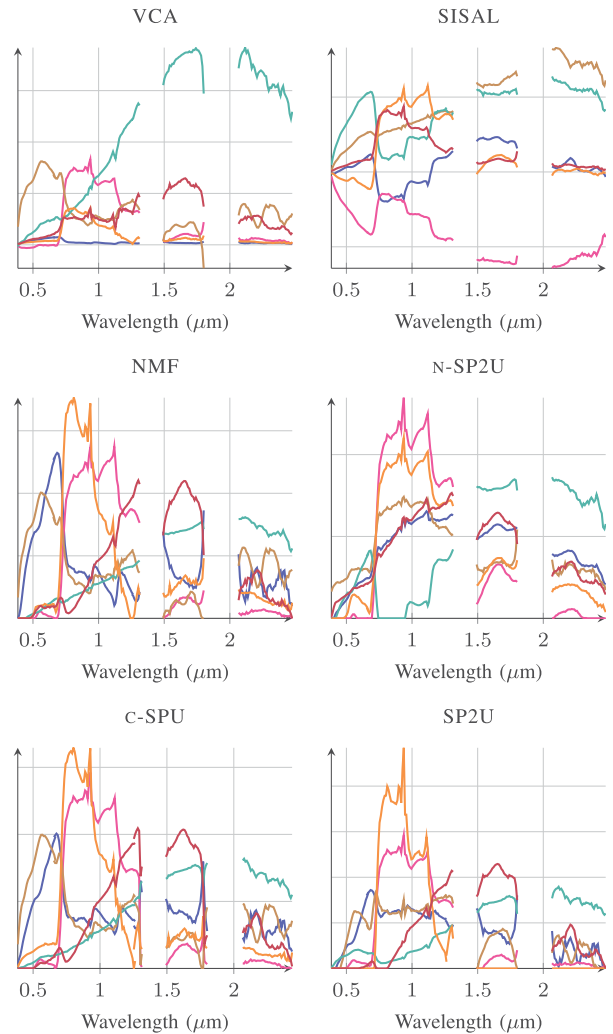 VCA
SISAL
0.5 1 1.5 2
0.5 1 1.5 2
Wavelength (μm)
Wavelength (μm)
NMF
N-SP2U
0.5 1 1.5 2
0.5 1 1.5 2
Wavelength (μm)
Wavelength (μm)
C-SPU
SP2U
0.5 1 1.5 2
0.5 1 1.5 2
Wavelength (μm)
Wavelength (μm)